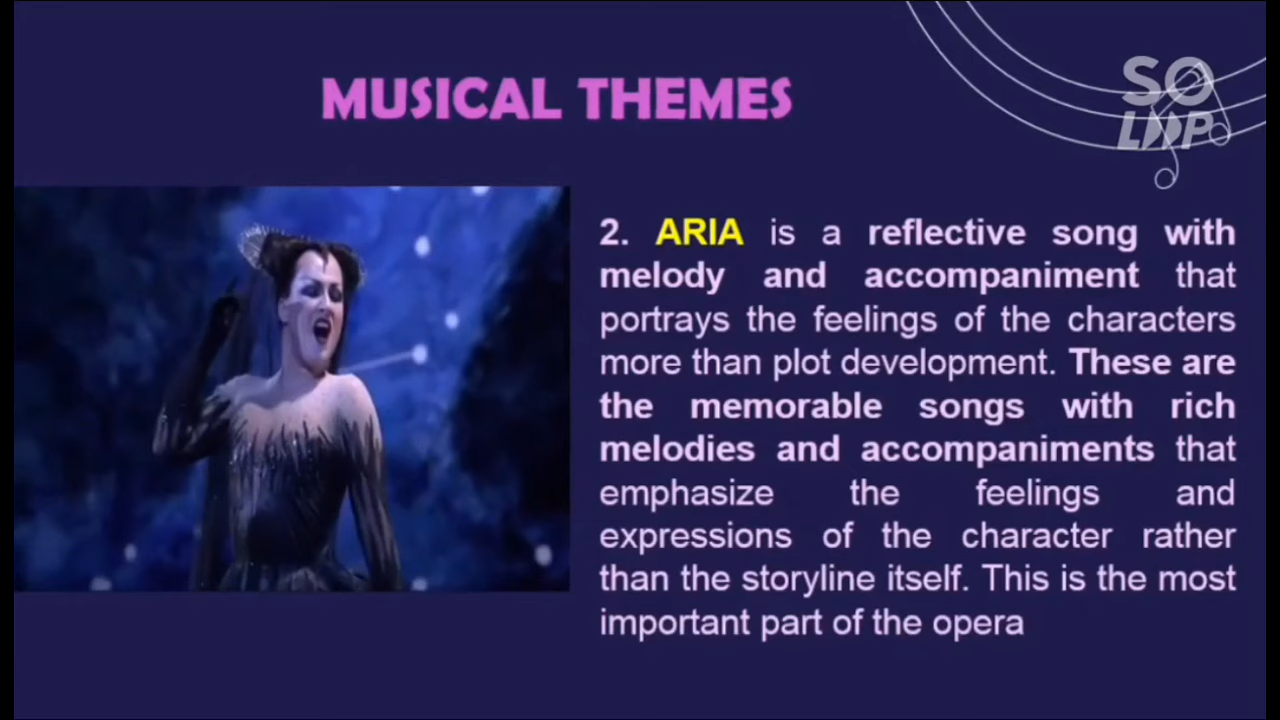 MUSICAL THEMES
SO
LOOP
2. ARIA is a reflective song with
melody and accompaniment that
portrays the feelings of the characters
more than plot development. These are
the memorable songs with rich
melodies and accompaniments that
emphasize the feelings and
expressions of the character rather
than the storyline itself. This is the most
important part of the opera